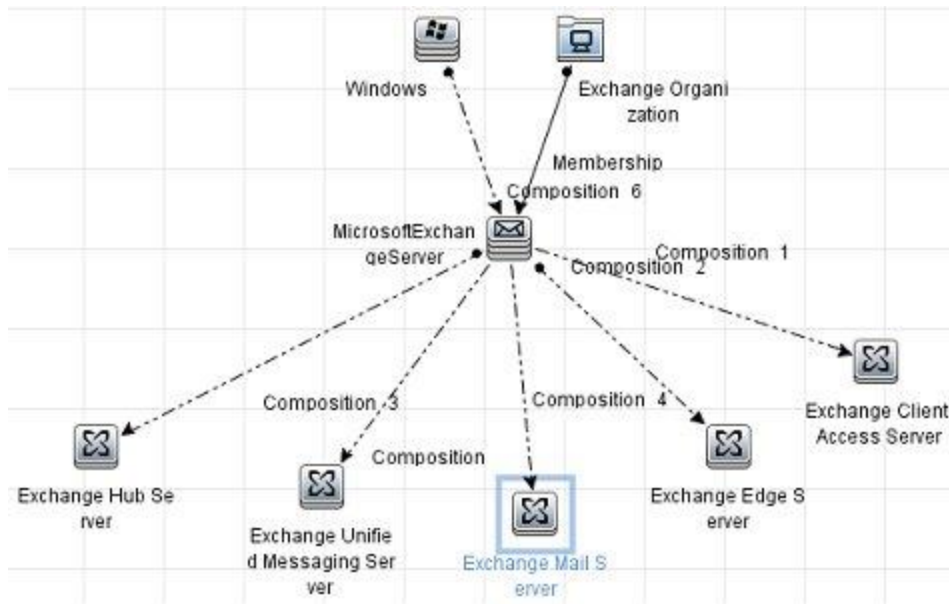 Windows
Exchange Organi
zation
Membership
Composition 6
MicrosoftExchan
geServer
Composition 1
Composition 2
Composition 3
Composition 4
Exchange Client
Access Server
Composition
Exchange Hub Se
rver
Exchange Unifie
d Messaging Ser
ver
Exchange Mail S
erver
Exchange Edge S
erver